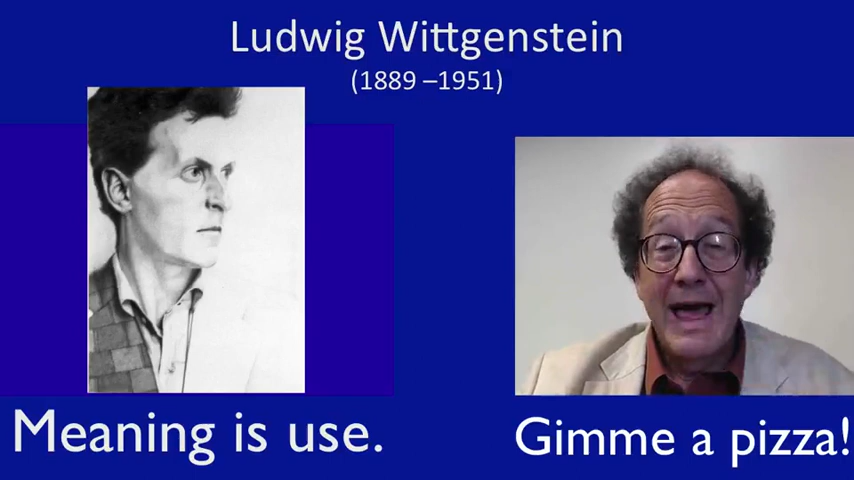 Ludwig Wittgenstein
(1889 –1951)
Meaning is use.
Gimme a pizza!